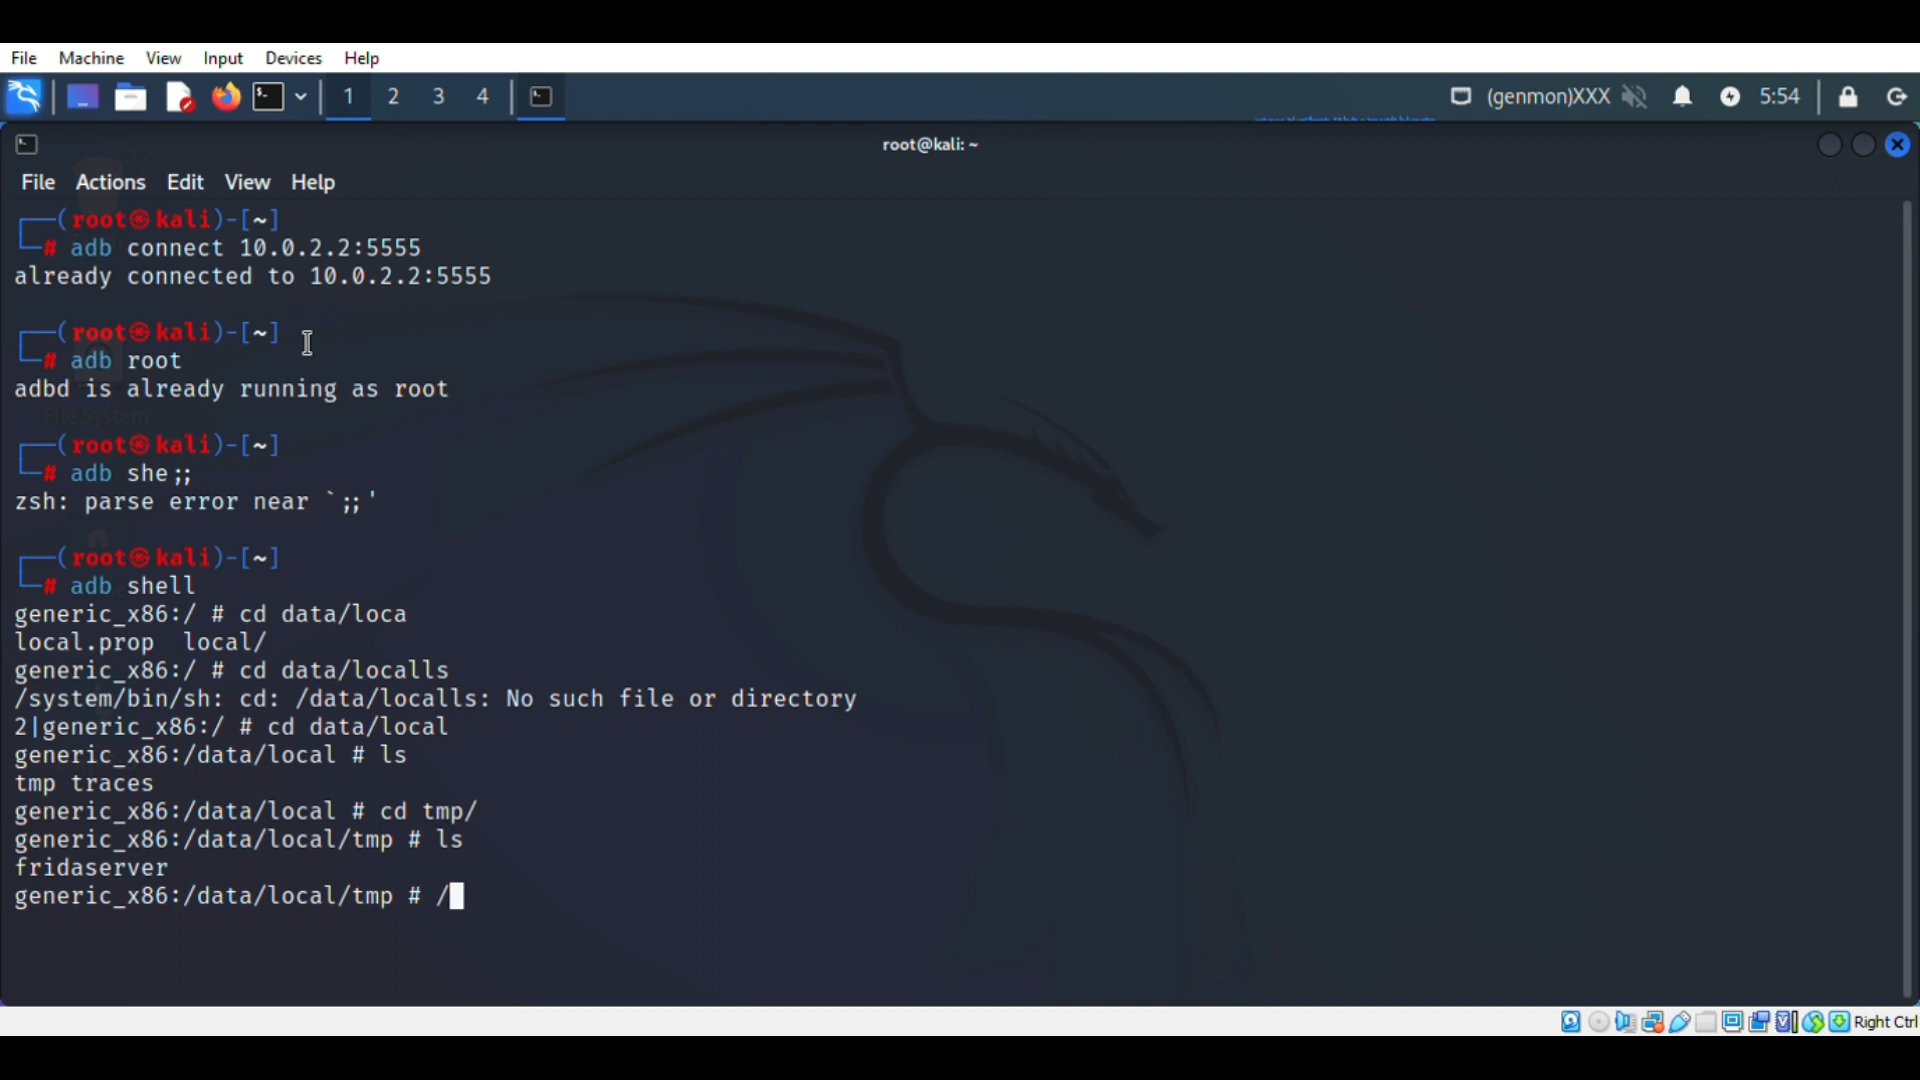 File Machine View Input Devices Help
1 2 3 4 (genmon)XXX 5:54
root@kali: ~
File Actions Edit View Help
┌──(root㉿kali)-[~]
└─# adb connect 10.0.2.2:5555
already connected to 10.0.2.2:5555
┌──(root㉿kali)-[~]
└─# adb root
adbd is already running as root
File System
┌──(root㉿kali)-[~]
└─# adb she;;
zsh: parse error near `;;'
┌──(root㉿kali)-[~]
└─# adb shell
generic_x86:/ # cd data/loca
local.prop  local/
generic_x86:/ # cd data/localls
/system/bin/sh: cd: /data/localls: No such file or directory
2|generic_x86:/ # cd data/local
generic_x86:/data/local # ls
tmp traces
generic_x86:/data/local # cd tmp/
generic_x86:/data/local/tmp # ls
fridaserver
generic_x86:/data/local/tmp # /
Right Ctrl